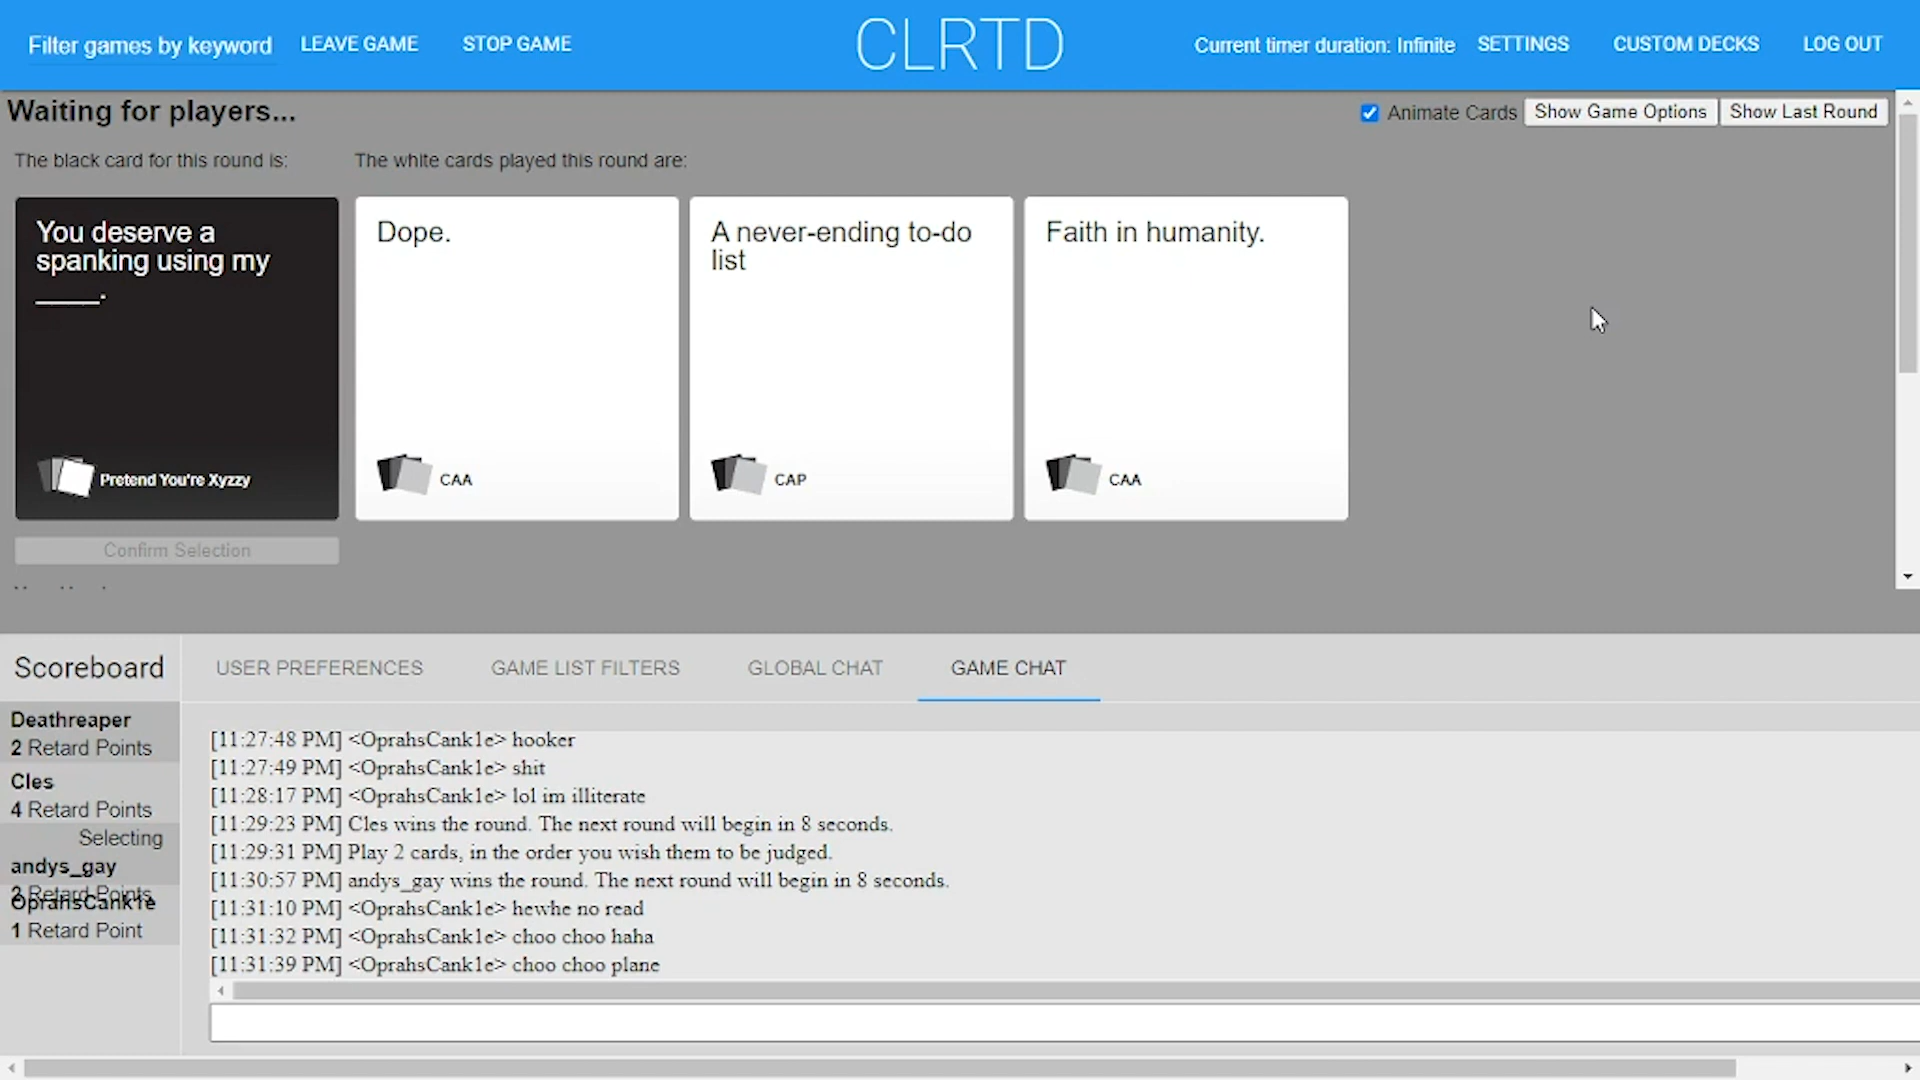 Filter games by keyword LEAVE GAME STOP GAME CLRTD Current timer duration: Infinite SETTINGS CUSTOM DECKS LOG OUT
Waiting for players...
Animate Cards Show Game Options Show Last Round
The black card for this round is: The white cards played this round are:
You deserve a
spanking using my
_____.
Pretend You're Xyzzy
Dope.
CAA
A never-ending to-do
list
CAP
Faith in humanity.
CAA
Confirm Selection
Scoreboard
Deathreaper
2 Retard Points
Cles
4 Retard Points
Selecting
andys_gay
Retard Points
OprahsCank1e
1 Retard Point
USER PREFERENCES GAME LIST FILTERS GLOBAL CHAT GAME CHAT
[11:27:48 PM] <OprahsCank1e> hooker
[11:27:49 PM] <OprahsCank1e> shit
[11:28:17 PM] <OprahsCank1e> lol im illiterate
[11:29:23 PM] Cles wins the round. The next round will begin in 8 seconds.
[11:29:31 PM] Play 2 cards, in the order you wish them to be judged.
[11:30:57 PM] andys_gay wins the round. The next round will begin in 8 seconds.
[11:31:10 PM] <OprahsCank1e> hewhe no read
[11:31:32 PM] <OprahsCank1e> choo choo haha
[11:31:39 PM] <OprahsCank1e> choo choo plane